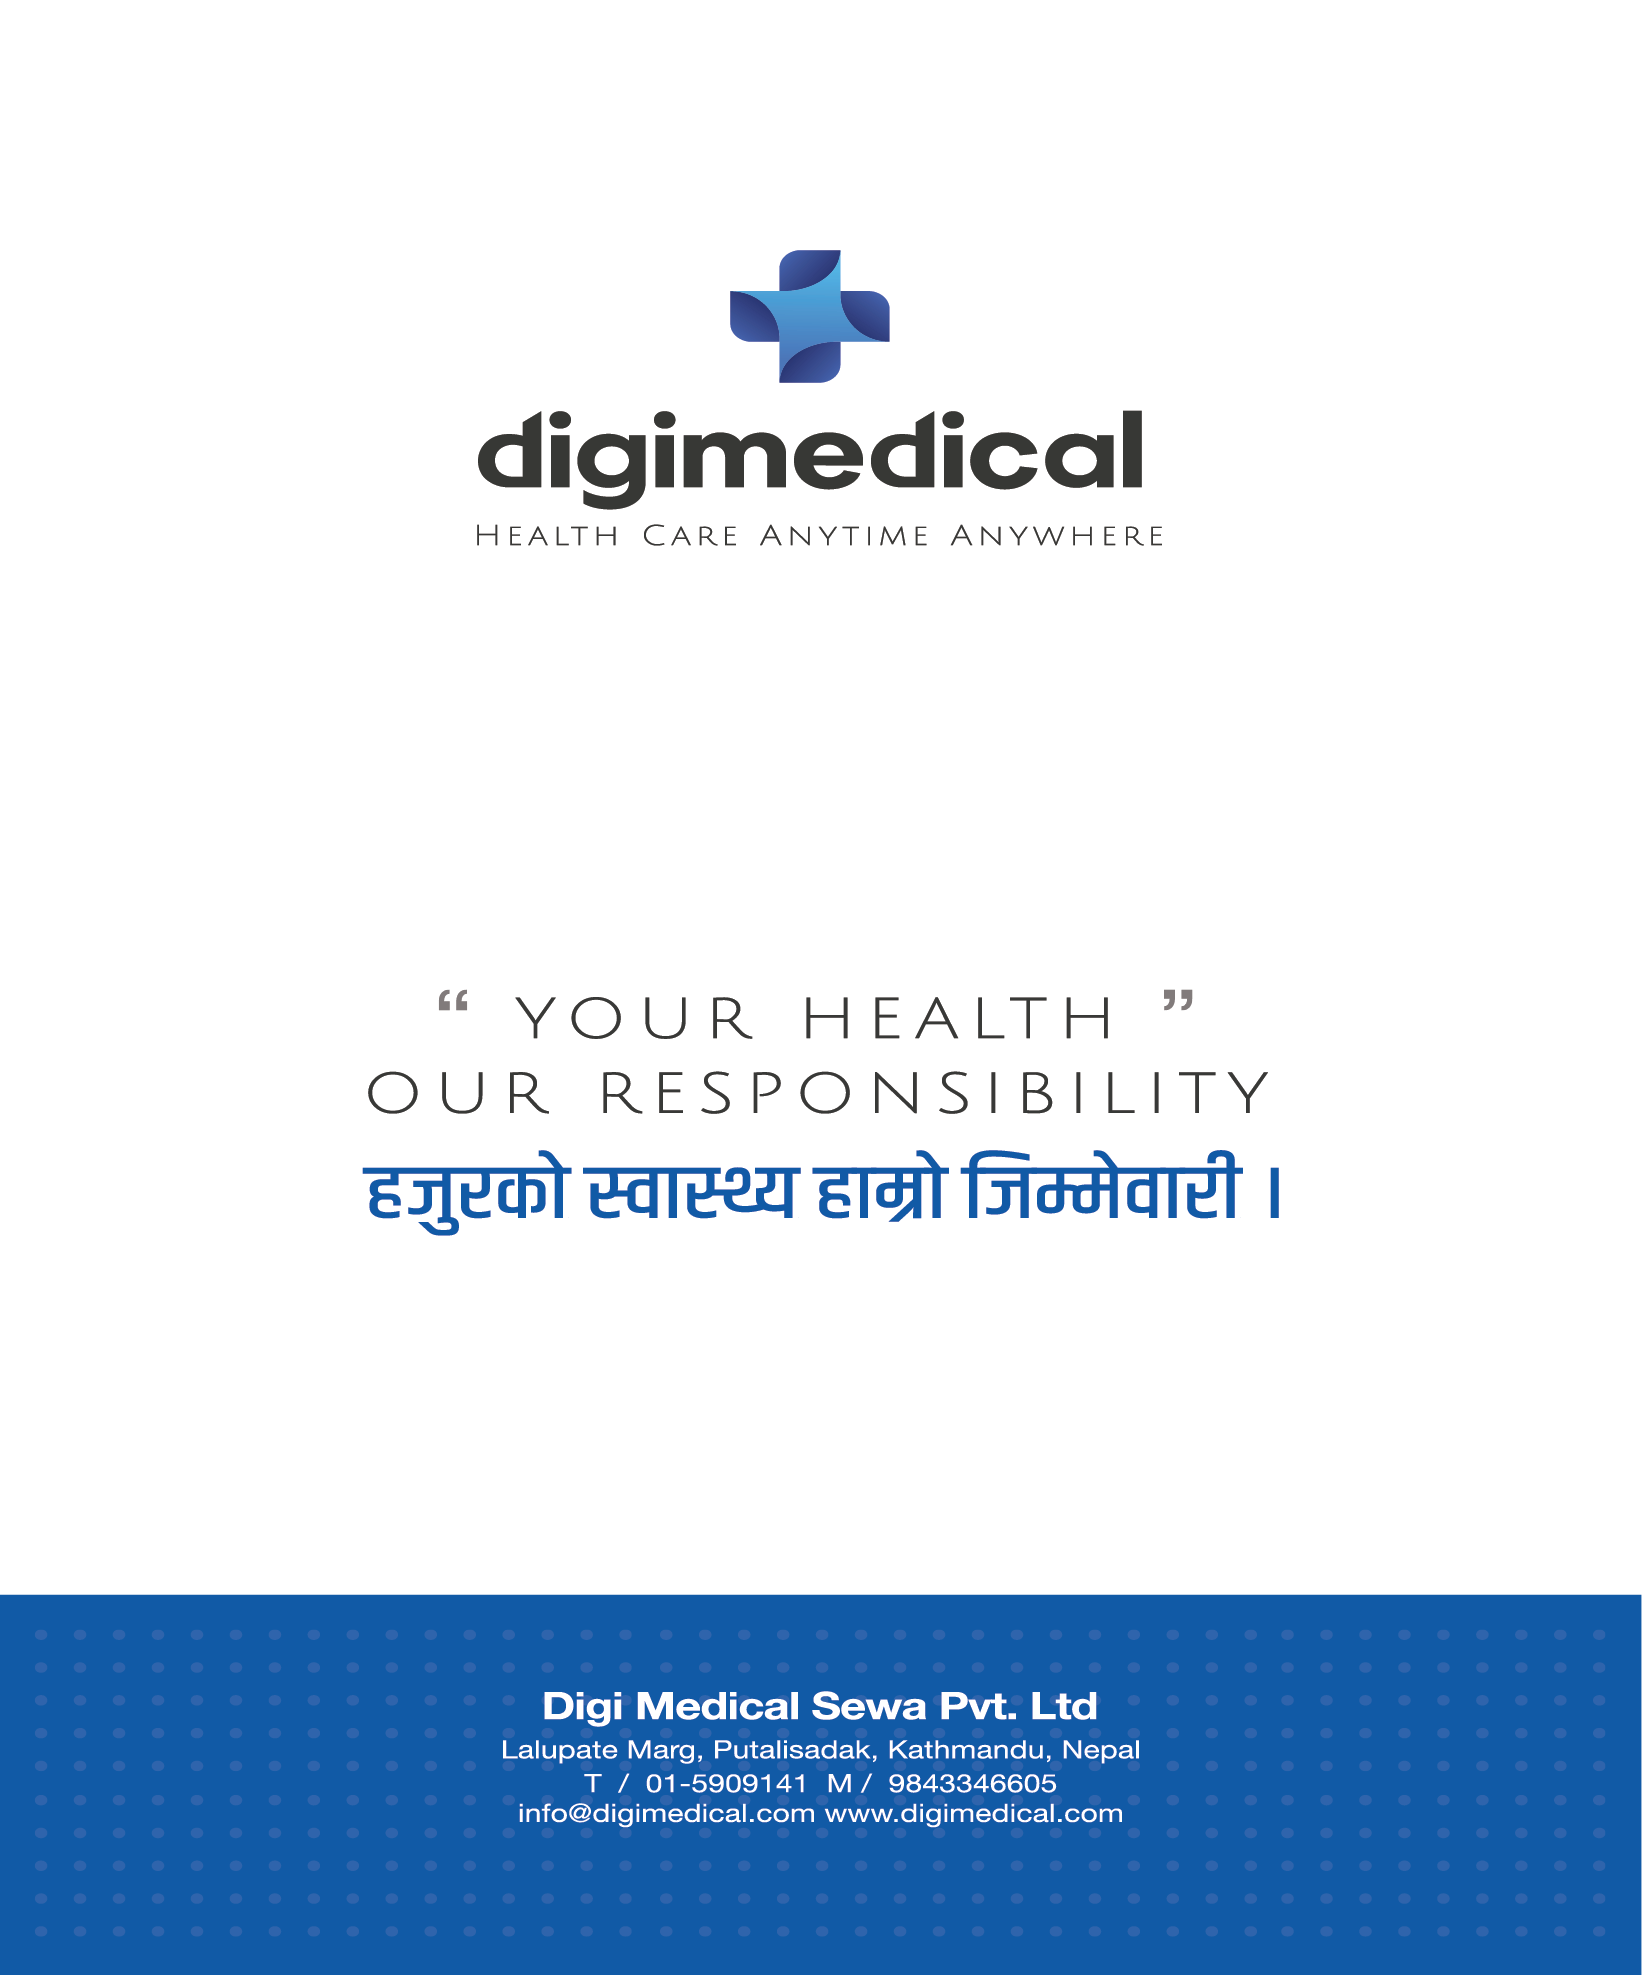 digimedical
HEALTH CARE ANYTIME ANYWHERE
“ YOUR HEALTH ”
OUR RESPONSIBILITY
हजुरको स्वास्थ्य हाम्रो जिम्मेवारी ।
Digi Medical Sewa Pvt. Ltd
Lalupate Marg, Putalisadak, Kathmandu, Nepal
T / 01-5909141 M / 9843346605
info@digimedical.com www.digimedical.com